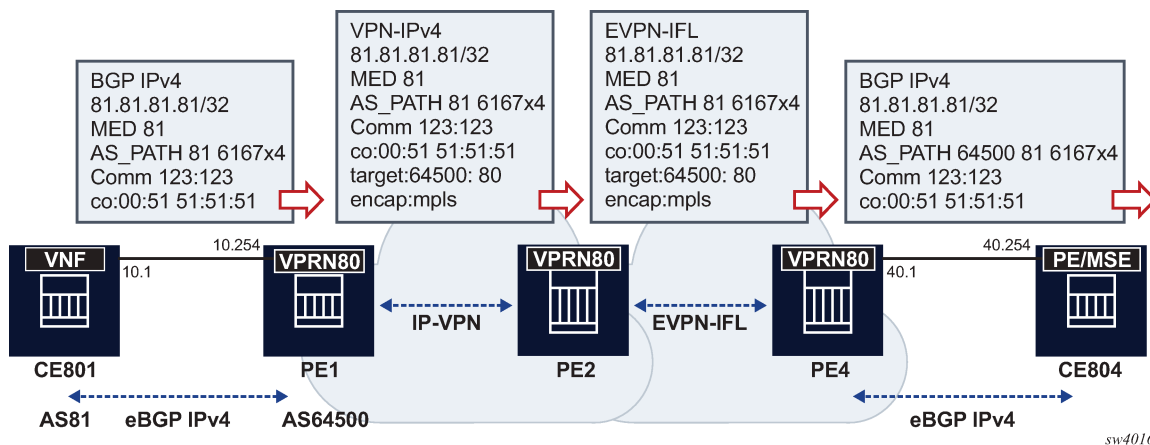 BGP IPv4
81.81.81.81/32
MED 81
AS_PATH 81 6167x4
Comm 123:123
co:00:51 51:51:51
VPN-IPv4
81.81.81.81/32
MED 81
AS_PATH 81 6167x4
Comm 123:123
co:00:51 51:51:51
target:64500: 80
encap:mpls
EVPN-IFL
81.81.81.81/32
MED 81
AS_PATH 81 6167x4
Comm 123:123
co:00:51 51:51:51
target:64500: 80
encap:mpls
BGP IPv4
81.81.81.81/32
MED 81
AS_PATH 64500 81 6167x4
Comm 123:123
co:00:51 51:51:51
VNF
10.1
10.254
VPRN80
IP-VPN
VPRN80
EVPN-IFL
VPRN80
40.1
40.254
PE/MSE
CE801
PE1
PE2
PE4
CE804
AS81
eBGP IPv4
AS64500
eBGP IPv4